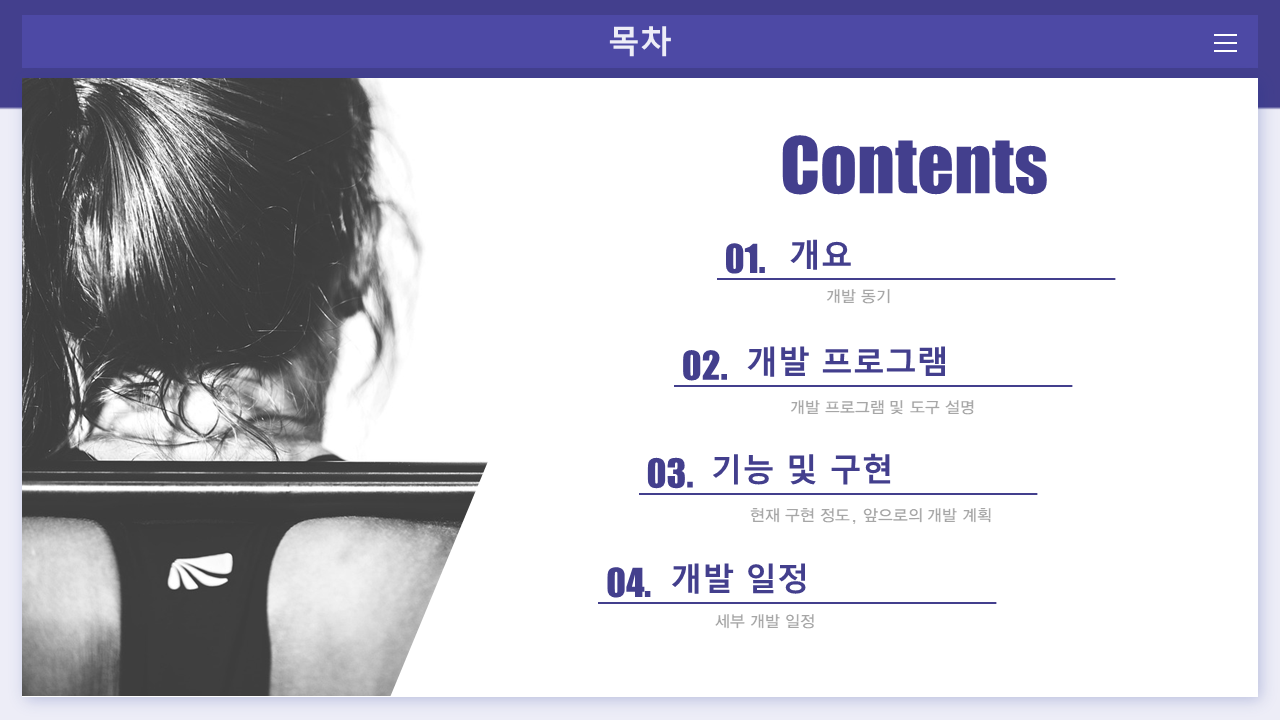 목차
Contents
01. 개요
개발 동기
02. 개발 프로그램
개발 프로그램 및 도구 설명
03. 기능 및 구현
현재 구현 정도, 앞으로의 개발 계획
04. 개발 일정
세부 개발 일정